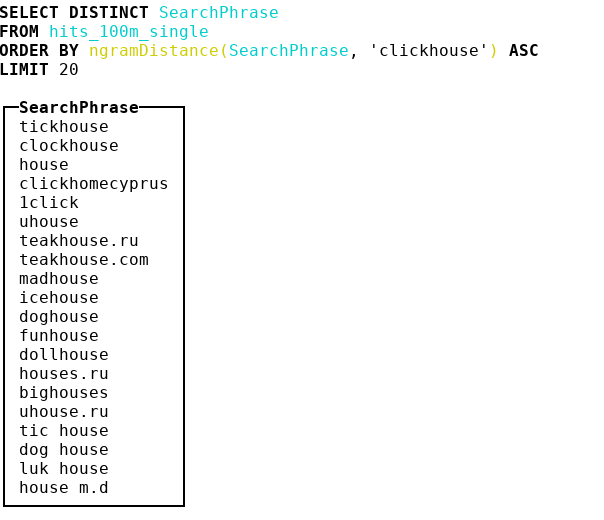 SELECT DISTINCT SearchPhrase
FROM hits_100m_single
ORDER BY ngramDistance(SearchPhrase, 'clickhouse') ASC
LIMIT 20
SearchPhrase
tickhouse
clockhouse
house
clickhomecyprus
1click
uhouse
teakhouse.ru
teakhouse.com
madhouse
icehouse
doghouse
funhouse
dollhouse
houses.ru
bighouses
uhouse.ru
tic house
dog house
luk house
house m.d